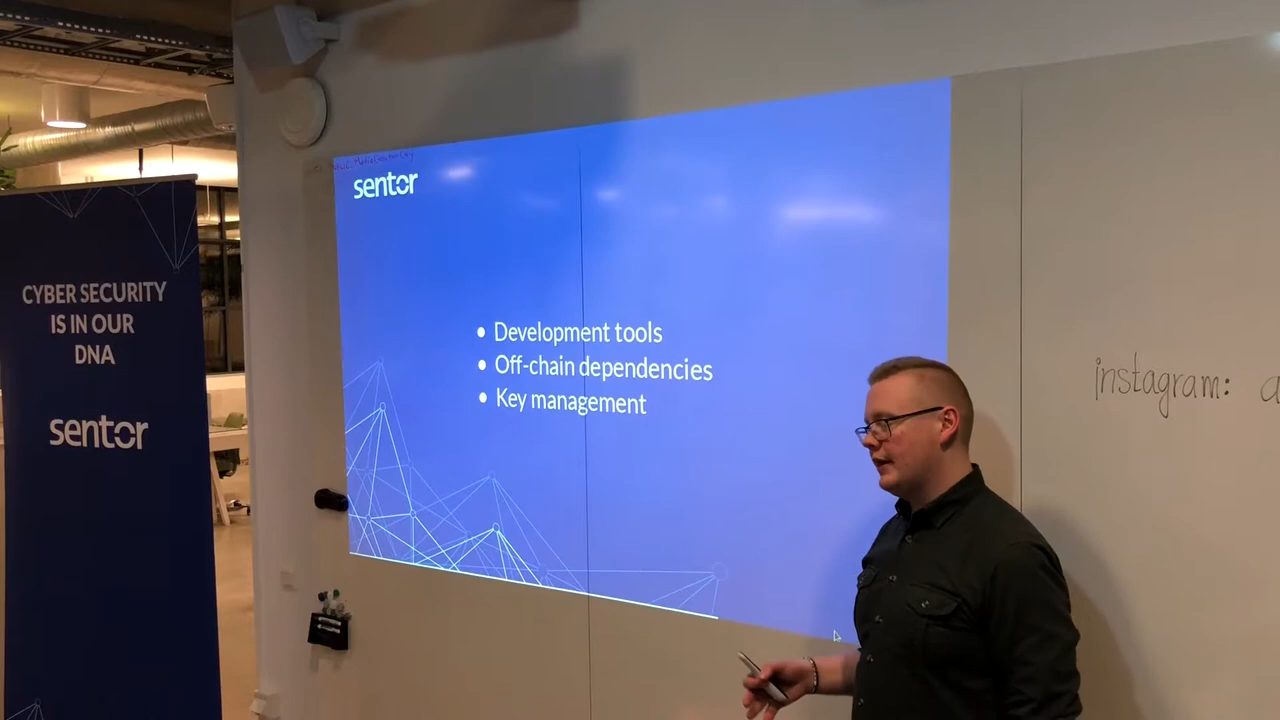 CYBER SECURITY
IS IN OUR
DNA
sentor
sentor
• Development tools
• Off-chain dependencies
• Key management
instagram: a